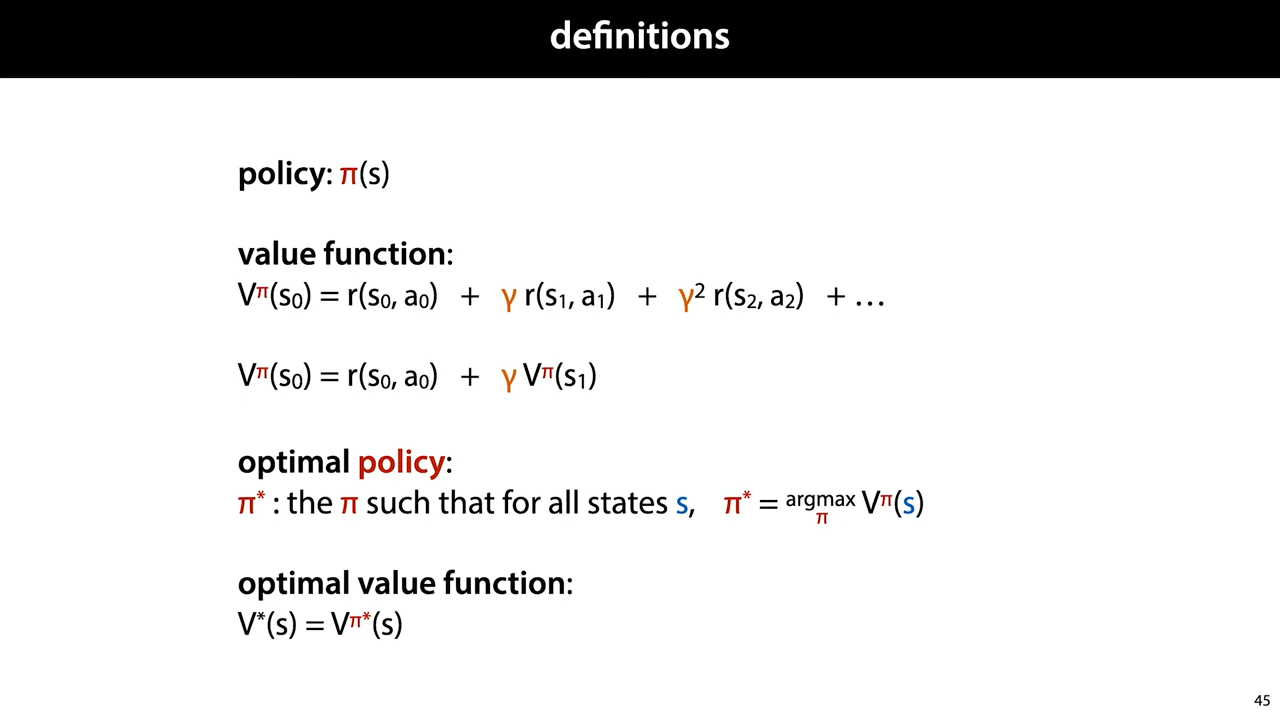 definitions
policy: π(s)
value function:
Vπ(s₀) = r(s₀, a₀) + γ r(s₁, a₁) + γ² r(s₂, a₂) + …
Vπ(s₀) = r(s₀, a₀) + γ Vπ(s₁)
optimal policy:
π* : the π such that for all states s, π* = argmax Vπ(s)
π
optimal value function:
V*(s) = Vπ*(s)
45